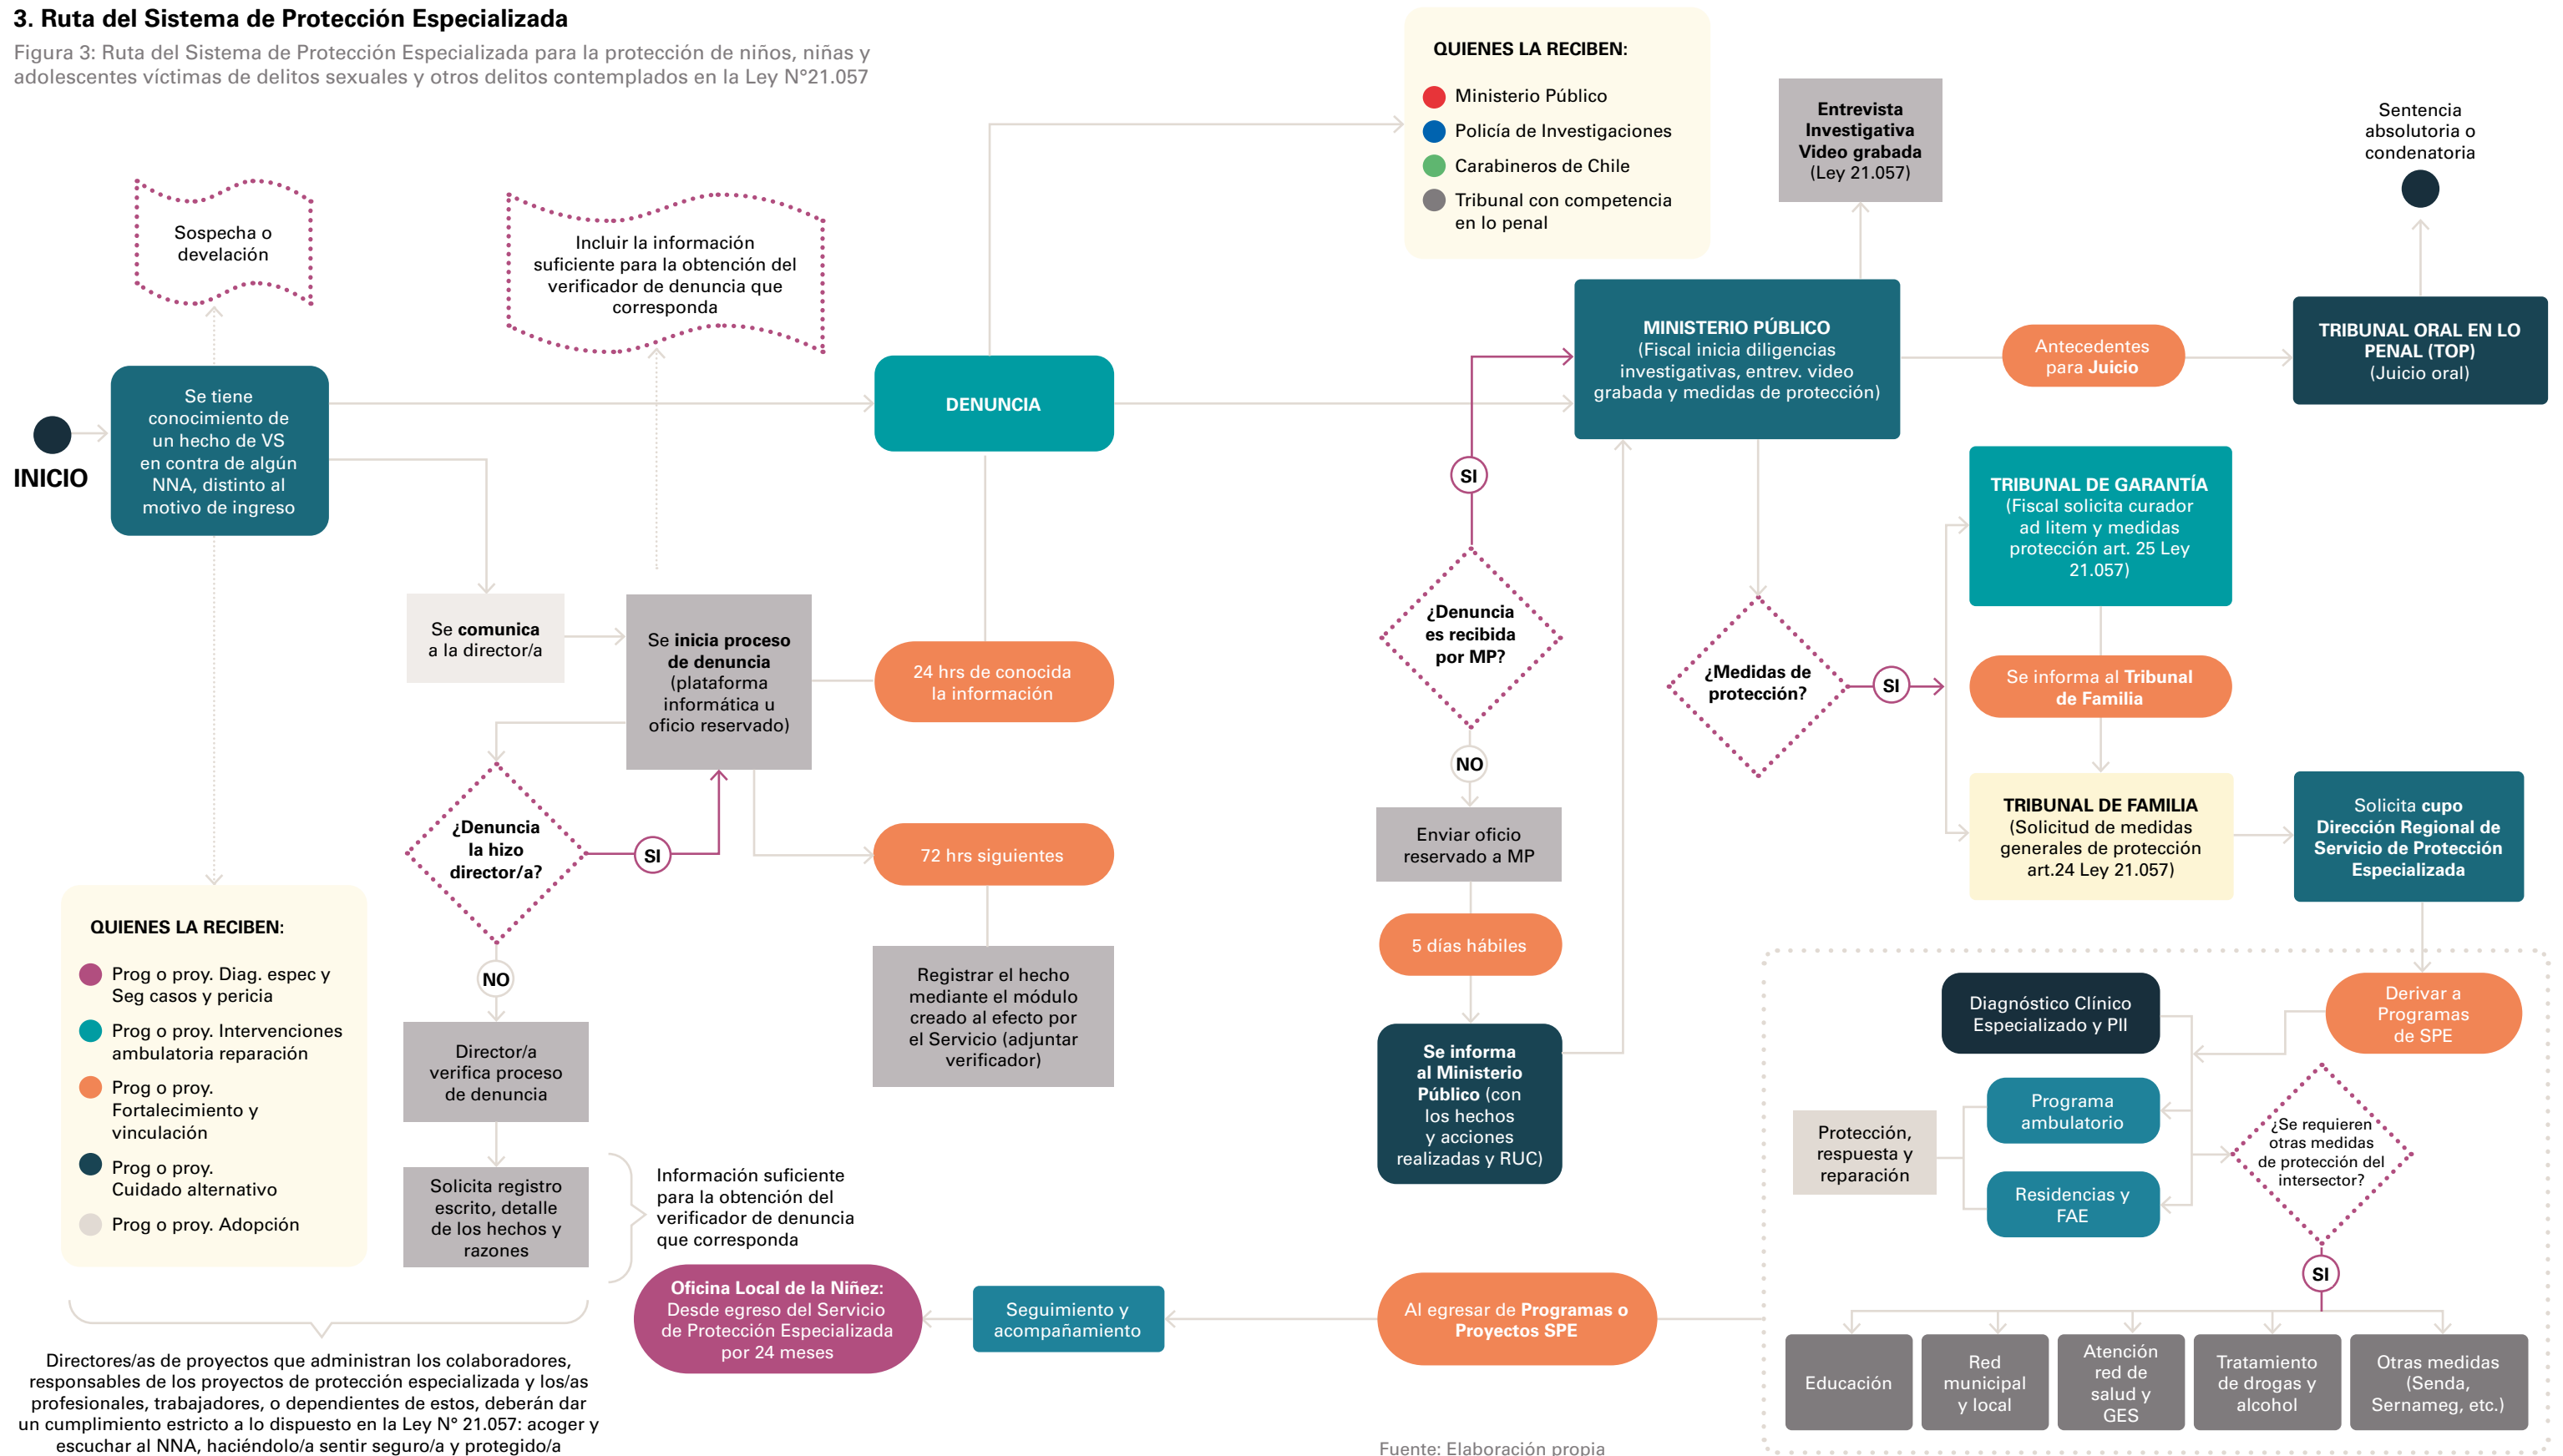 3. Ruta del Sistema de Protección Especializada
Figura 3: Ruta del Sistema de Protección Especializada para la protección de niños, niñas y
adolescentes víctimas de delitos sexuales y otros delitos contemplados en la Ley N°21.057
Sospecha o
develación
Incluir la información
suficiente para la obtención del
verificador de denuncia que
corresponda
QUIENES LA RECIBEN:
Ministerio Público
Policía de Investigaciones
Carabineros de Chile
Tribunal con competencia
en lo penal
Entrevista
Investigativa
Video grabada
(Ley 21.057)
Sentencia
absolutoria o
condenatoria
INICIO
Se tiene
conocimiento de
un hecho de VS
en contra de algún
NNA, distinto al
motivo de ingreso
DENUNCIA
MINISTERIO PÚBLICO
(Fiscal inicia diligencias
investigativas, entrev. video
grabada y medidas de protección)
Antecedentes
para Juicio
TRIBUNAL ORAL EN LO
PENAL (TOP)
(Juicio oral)
SI
TRIBUNAL DE GARANTÍA
(Fiscal solicita curador
ad litem y medidas
protección art. 25 Ley
21.057)
Se comunica
a la director/a
Se inicia proceso
de denuncia
(plataforma
informática u
oficio reservado)
24 hrs de conocida
la información
¿Denuncia
es recibida
por MP?
¿Medidas de
protección?
SI
Se informa al Tribunal
de Familia
NO
¿Denuncia
la hizo
director/a?
SI
72 hrs siguientes
Enviar oficio
reservado a MP
TRIBUNAL DE FAMILIA
(Solicitud de medidas
generales de protección
art.24 Ley 21.057)
Solicita cupo
Dirección Regional de
Servicio de Protección
Especializada
QUIENES LA RECIBEN:
Prog o proy. Diag. espec y
Seg casos y pericia
Prog o proy. Intervenciones
ambulatoria reparación
Prog o proy.
Fortalecimiento y
vinculación
Prog o proy.
Cuidado alternativo
Prog o proy. Adopción
NO
Director/a
verifica proceso
de denuncia
Solicita registro
escrito, detalle
de los hechos y
razones
Registrar el hecho
mediante el módulo
creado al efecto por
el Servicio (adjuntar
verificador)
Información suficiente
para la obtención del
verificador de denuncia
que corresponda
5 días hábiles
Se informa
al Ministerio
Público (con
los hechos
y acciones
realizadas y RUC)
Diagnóstico Clínico
Especializado y PII
Derivar a
Programas
de SPE
Programa
ambulatorio
Protección,
respuesta y
reparación
Residencias y
FAE
¿Se requieren
otras medidas
de protección del
intersector?
SI
Oficina Local de la Niñez:
Desde egreso del Servicio
de Protección Especializada
por 24 meses
Seguimiento y
acompañamiento
Al egresar de Programas o
Proyectos SPE
Educación
Red
municipal
y local
Atención
red de
salud y
GES
Tratamiento
de drogas y
alcohol
Otras medidas
(Senda,
Sernameg, etc.)
Directores/as de proyectos que administran los colaboradores,
responsables de los proyectos de protección especializada y los/as
profesionales, trabajadores, o dependientes de estos, deberán dar
un cumplimiento estricto a lo dispuesto en la Ley N° 21.057: acoger y
escuchar al NNA, haciéndolo/a sentir seguro/a y protegido/a
Fuente: Elaboración propia